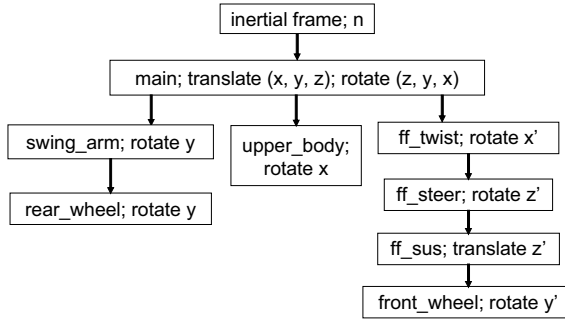 inertial frame; n
main; translate (x, y, z); rotate (z, y, x)
swing_arm; rotate y
upper_body;
rotate x
ff_twist; rotate x'
rear_wheel; rotate y
ff_steer; rotate z'
ff_sus; translate z'
front_wheel; rotate y'